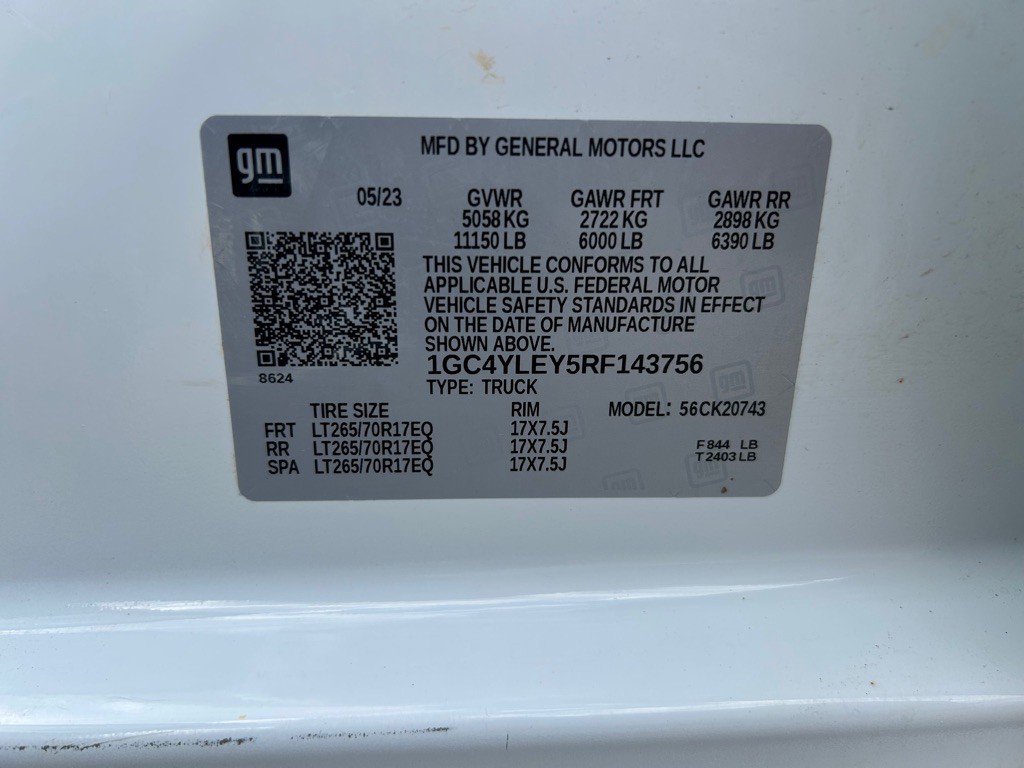 gm
MFD BY GENERAL MOTORS LLC
05/23 GVWR GAWR FRT GAWR RR
5058 KG 2722 KG 2898 KG
11150 LB 6000 LB 6390 LB
THIS VEHICLE CONFORMS TO ALL
APPLICABLE U.S. FEDERAL MOTOR
VEHICLE SAFETY STANDARDS IN EFFECT
ON THE DATE OF MANUFACTURE
SHOWN ABOVE.
1GC4YLEY5RF143756
8624
TYPE: TRUCK
TIRE SIZE RIM MODEL: 56CK20743
FRT LT265/70R17EQ 17X7.5J
RR LT265/70R17EQ 17X7.5J
SPA LT265/70R17EQ 17X7.5J
F 844 LB
T 2403 LB